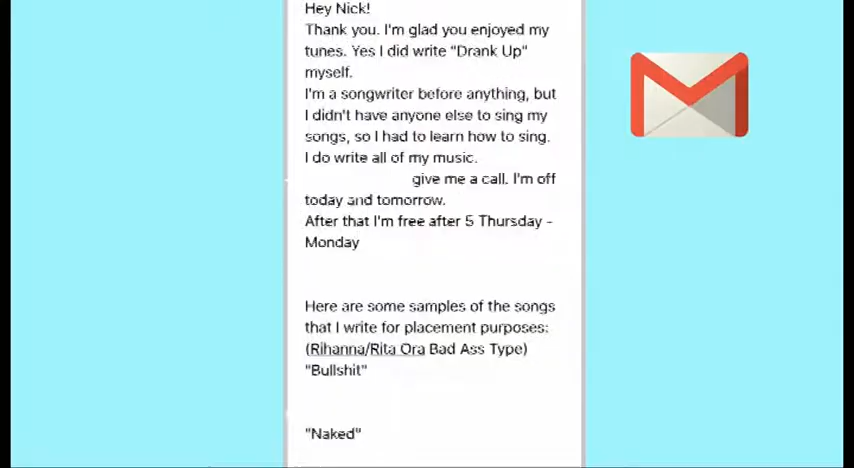 Hey Nick!
Thank you. I'm glad you enjoyed my
tunes. Yes I did write "Drank Up"
myself.
I'm a songwriter before anything, but
I didn't have anyone else to sing my
songs, so I had to learn how to sing.
I do write all of my music.
give me a call. I'm off
today and tomorrow.
After that I'm free after 5 Thursday -
Monday
Here are some samples of the songs
that I write for placement purposes:
(Rihanna/Rita Ora Bad Ass Type)
"Bullshit"
"Naked"